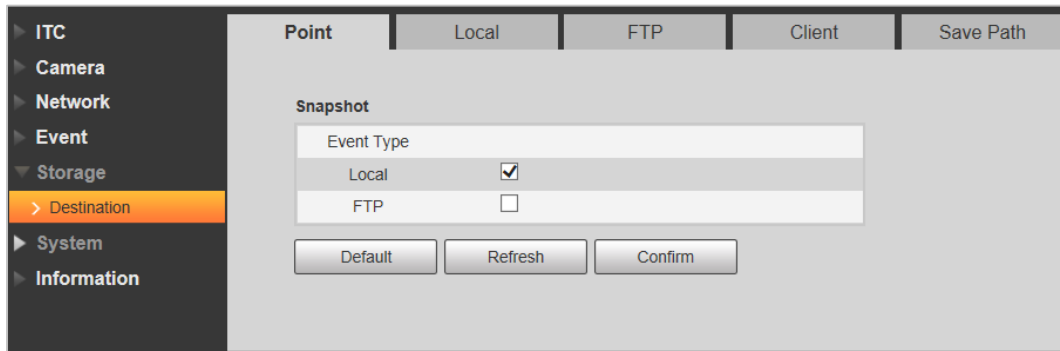 ITC
Camera
Network
Event
Storage
Destination
System
Information
Point Local FTP Client Save Path
Snapshot
Event Type
Local
FTP
Default Refresh Confirm